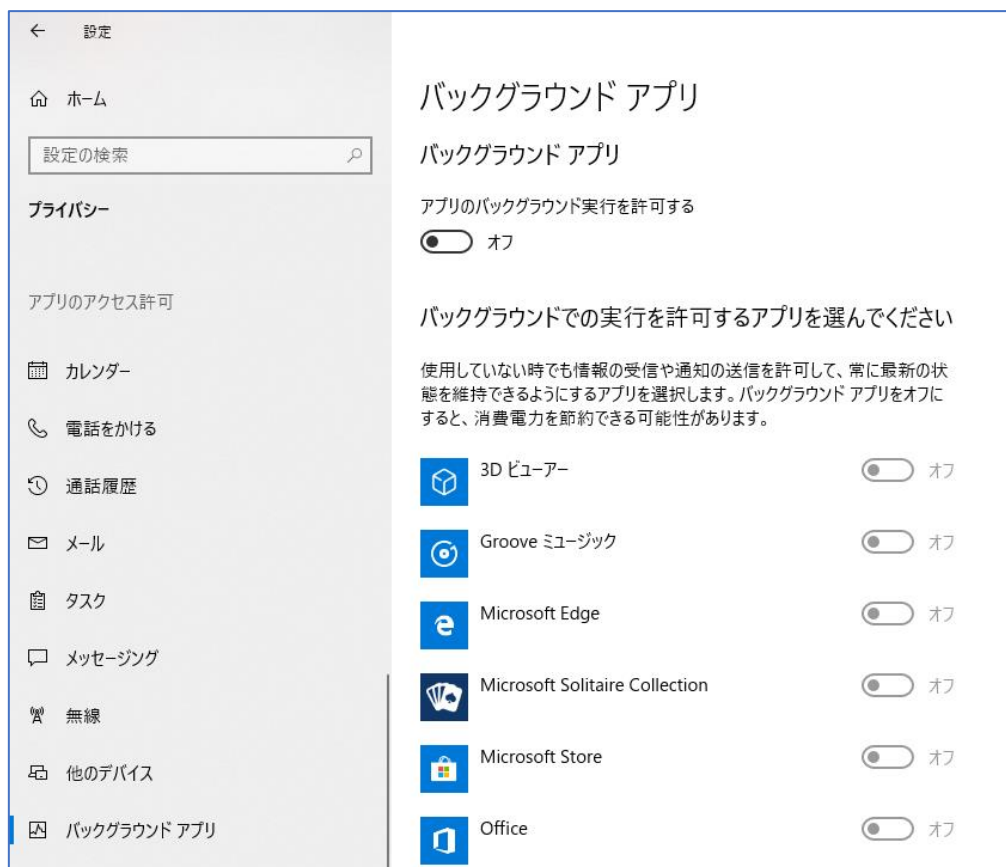 設定
ホーム
設定の検索
プライバシー
アプリのアクセス許可
カレンダー
電話をかける
通話履歴
メール
タスク
メッセージング
無線
他のデバイス
バックグラウンド アプリ
バックグラウンド アプリ
バックグラウンド アプリ
アプリのバックグラウンド実行を許可する
オフ
バックグラウンドでの実行を許可するアプリを選んでください
使用していない時でも情報の受信や通知の送信を許可して、常に最新の状
態を維持できるようにするアプリを選択します。バックグラウンド アプリをオフに
すると、消費電力を節約できる可能性があります。
3D ビューアー オフ
Groove ミュージック オフ
Microsoft Edge オフ
Microsoft Solitaire Collection オフ
Microsoft Store オフ
Office オフ